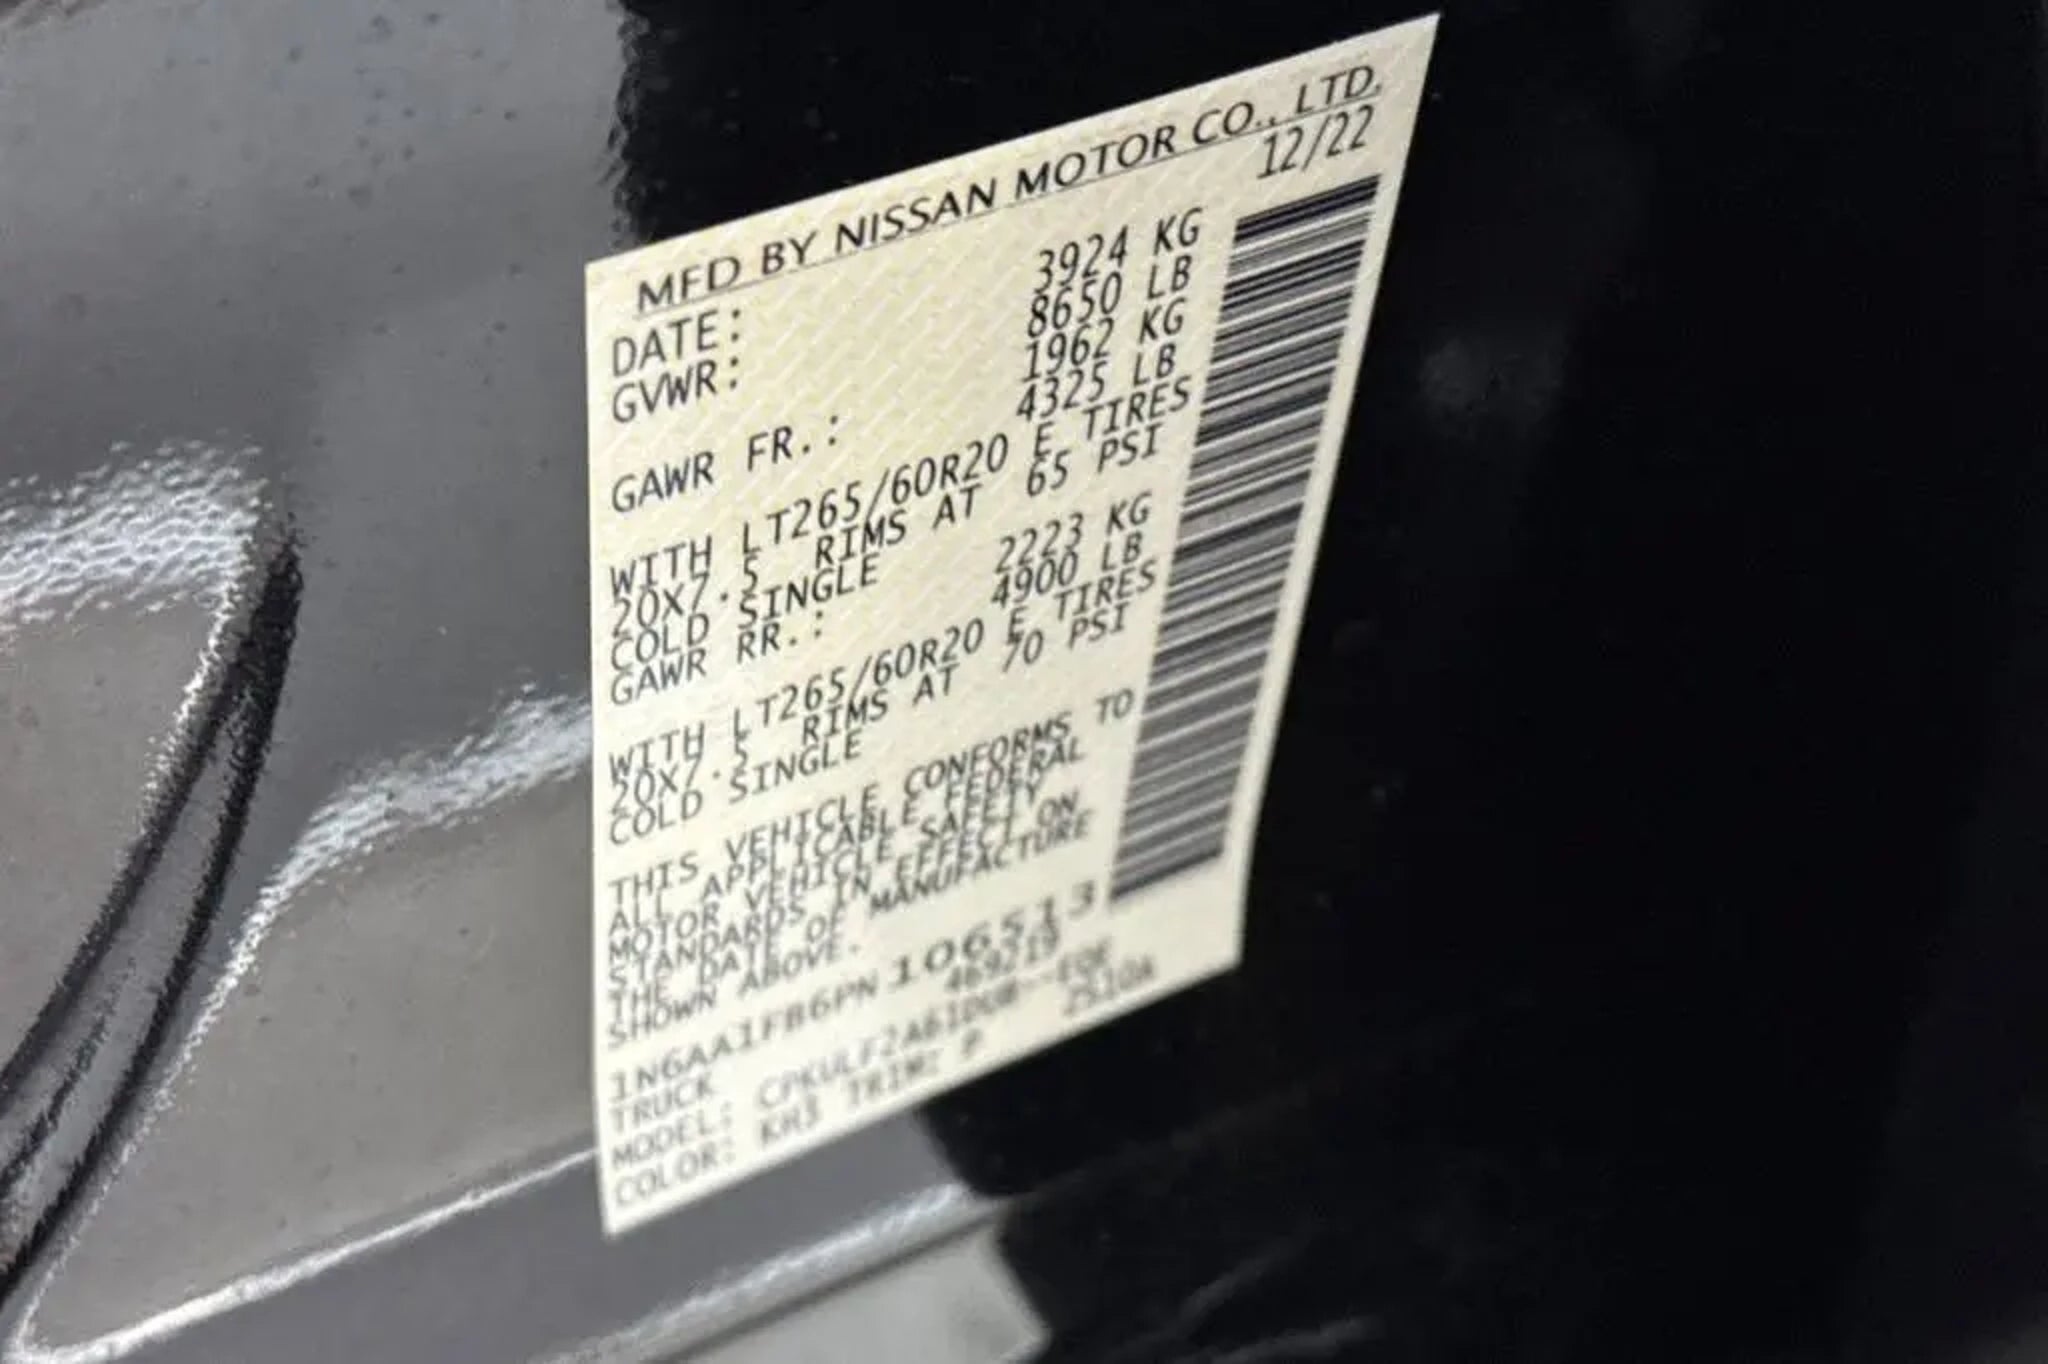 MFD BY NISSAN MOTOR CO., LTD.
DATE: 12/22
GVWR: 3924 KG
8650 LB
GAWR FR.: 1962 KG
4325 LB
WITH LT265/60R20 E TIRES
20X7.5 RIMS AT 65 PSI
COLD SINGLE
GAWR RR.: 2223 KG
4900 LB
WITH LT265/60R20 E TIRES
20X7.5 RIMS AT 70 PSI
COLD SINGLE
THIS VEHICLE CONFORMS TO
ALL APPLICABLE FEDERAL
MOTOR VEHICLE SAFETY
STANDARDS IN EFFECT ON
THE DATE OF MANUFACTURE
SHOWN ABOVE.
1N6AA1FB6PN106513
TRUCK 469219
MODEL:
COLOR: KH3 TRIM: P